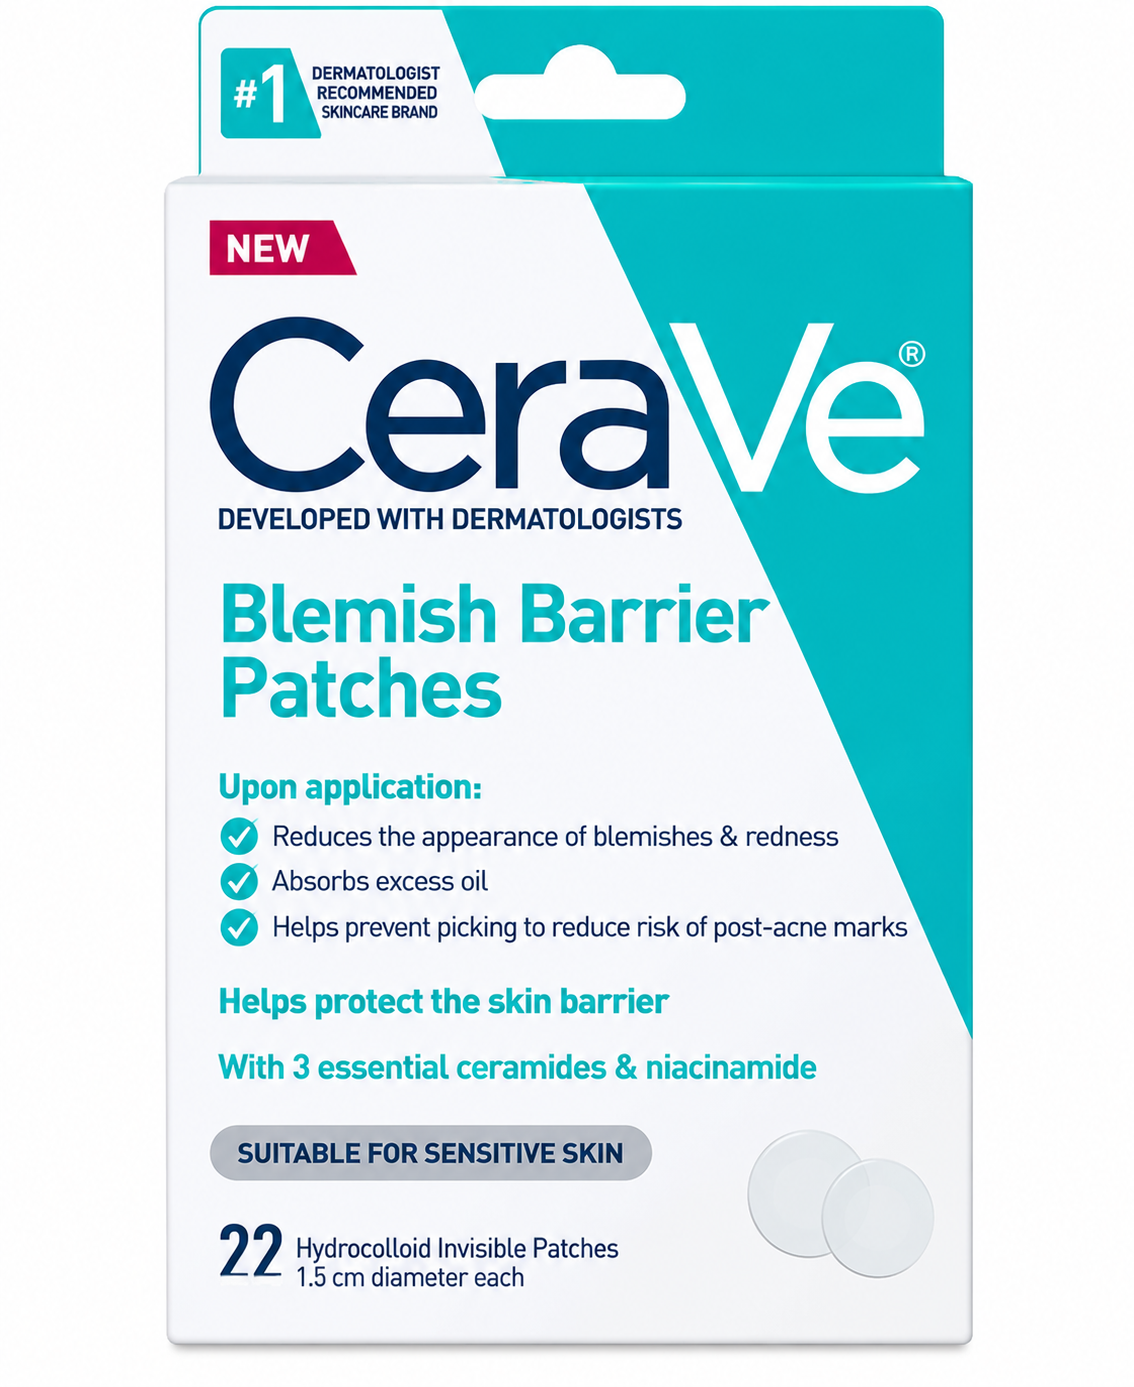 #1
DERMATOLOGIST
RECOMMENDED
SKINCARE BRAND
NEW
CeraVe®
DEVELOPED WITH DERMATOLOGISTS
Blemish Barrier
Patches
Upon application:
Reduces the appearance of blemishes & redness
Absorbs excess oil
Helps prevent picking to reduce risk of post-acne marks
Helps protect the skin barrier
With 3 essential ceramides & niacinamide
SUITABLE FOR SENSITIVE SKIN
22 Hydrocolloid Invisible Patches
1.5 cm diameter each